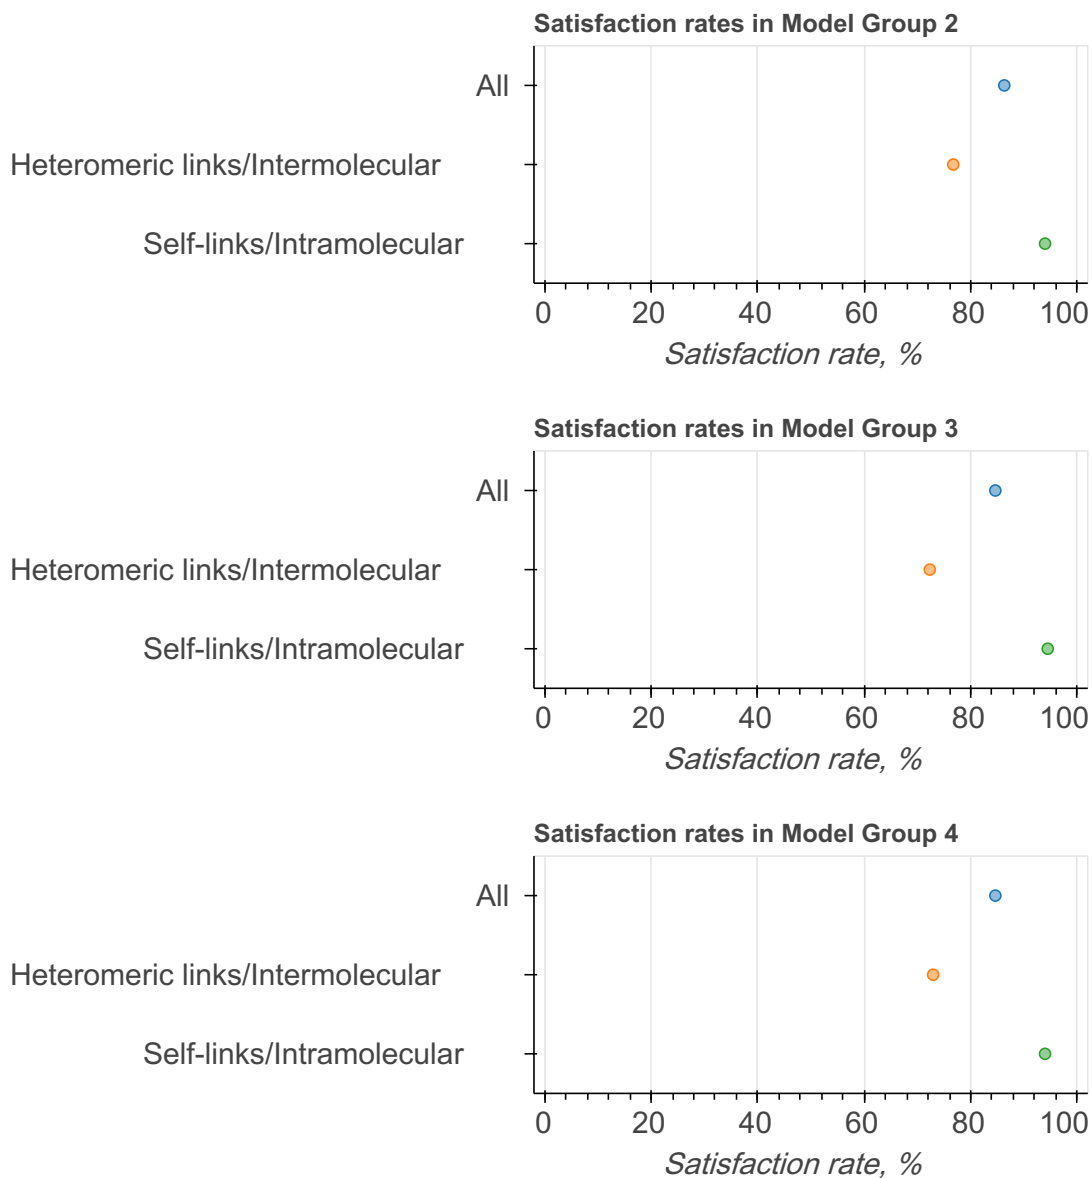 Satisfaction rates in Model Group 2
All
Heteromeric links/Intermolecular
Self-links/Intramolecular
0 20 40 60 80 100
Satisfaction rate, %
Satisfaction rates in Model Group 3
All
Heteromeric links/Intermolecular
Self-links/Intramolecular
0 20 40 60 80 100
Satisfaction rate, %
Satisfaction rates in Model Group 4
All
Heteromeric links/Intermolecular
Self-links/Intramolecular
0 20 40 60 80 100
Satisfaction rate, %